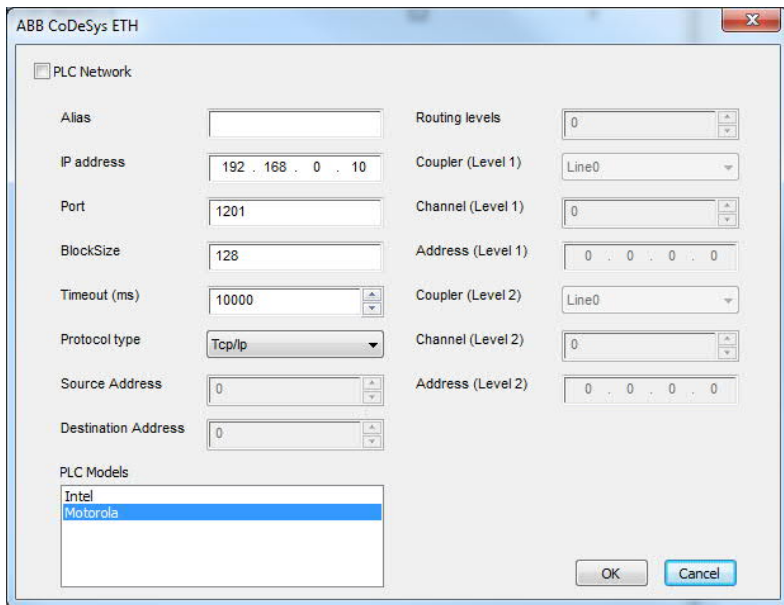 ABB CoDeSys ETH
PLC Network
Alias
IP address 192 . 168 . 0 . 10
Port 1201
BlockSize 128
Timeout (ms) 10000
Protocol type Tcp/Ip
Source Address 0
Destination Address 0
PLC Models
Intel
Motorola
Routing levels 0
Coupler (Level 1) Line0
Channel (Level 1) 0
Address (Level 1) 0 . 0 . 0 . 0
Coupler (Level 2) Line0
Channel (Level 2) 0
Address (Level 2) 0 . 0 . 0 . 0
OK Cancel